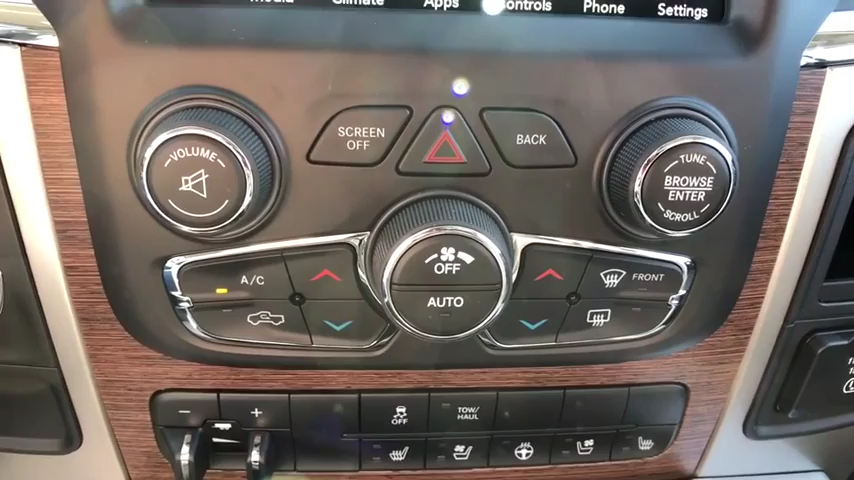 Climate Apps Controls Phone Settings
SCREEN
OFF
BACK
VOLUME
TUNE
BROWSE
ENTER
SCROLL
OFF
AUTO
A/C
FRONT
- +
OFF
TOW/
HAUL